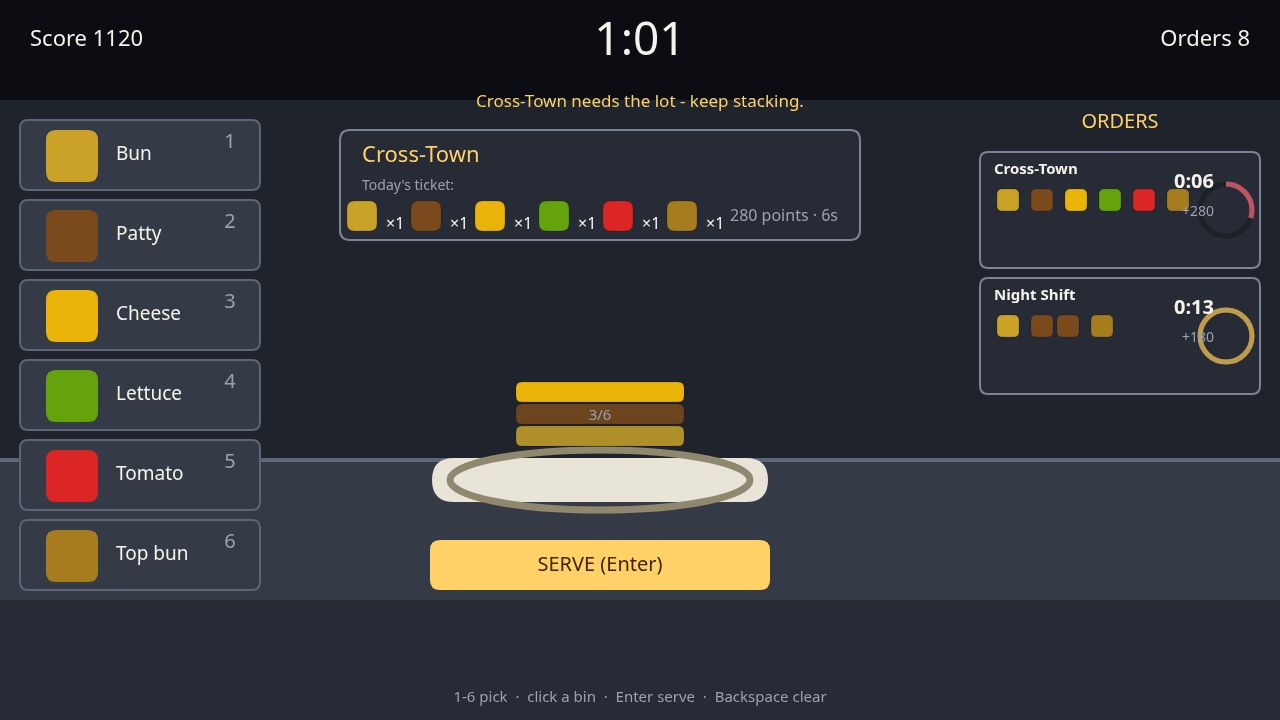 Score 1120
1:01
Orders 8
Cross-Town needs the lot - keep stacking.
Bun 1
Patty 2
Cheese 3
Lettuce 4
Tomato 5
Top bun 6
Cross-Town
Today's ticket:
×1 ×1 ×1 ×1 ×1 ×1 280 points · 6s
3/6
SERVE (Enter)
ORDERS
Cross-Town
0:06
+280
Night Shift
0:13
+180
1-6 pick · click a bin · Enter serve · Backspace clear